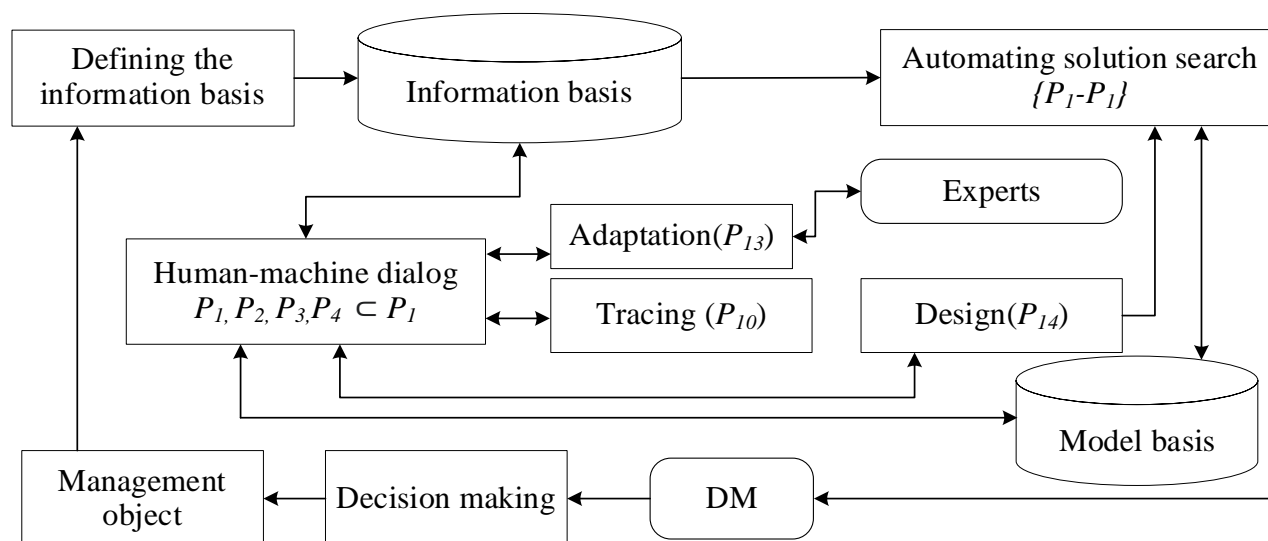 Defining the
information basis
Information basis
Automating solution search
{P1-P1}
Experts
Adaptation(P13)
Human-machine dialog
P1, P2, P3,P4 ⊂ P1
Tracing (P10)
Design(P14)
Model basis
Management
object
Decision making
DM